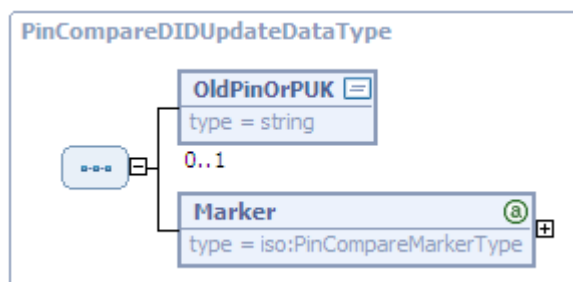 PinCompareDIDUpdateDataType
OldPinOrPUK
type = string
0..1
Marker
a
type = iso:PinCompareMarkerType